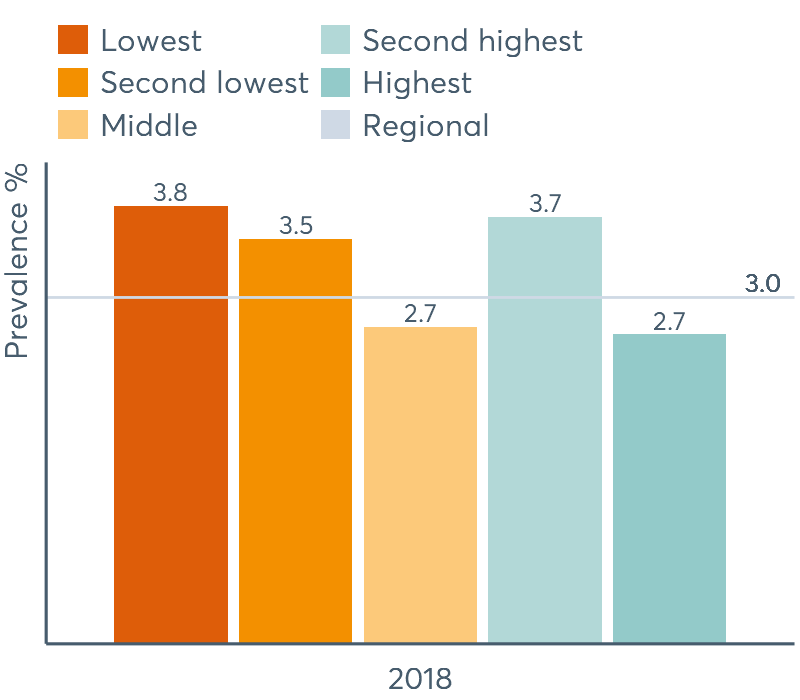 Lowest
Second lowest
Middle
Second highest
Highest
Regional
Prevalence %
3.8
3.5
2.7
3.7
2.7
3.0
2018